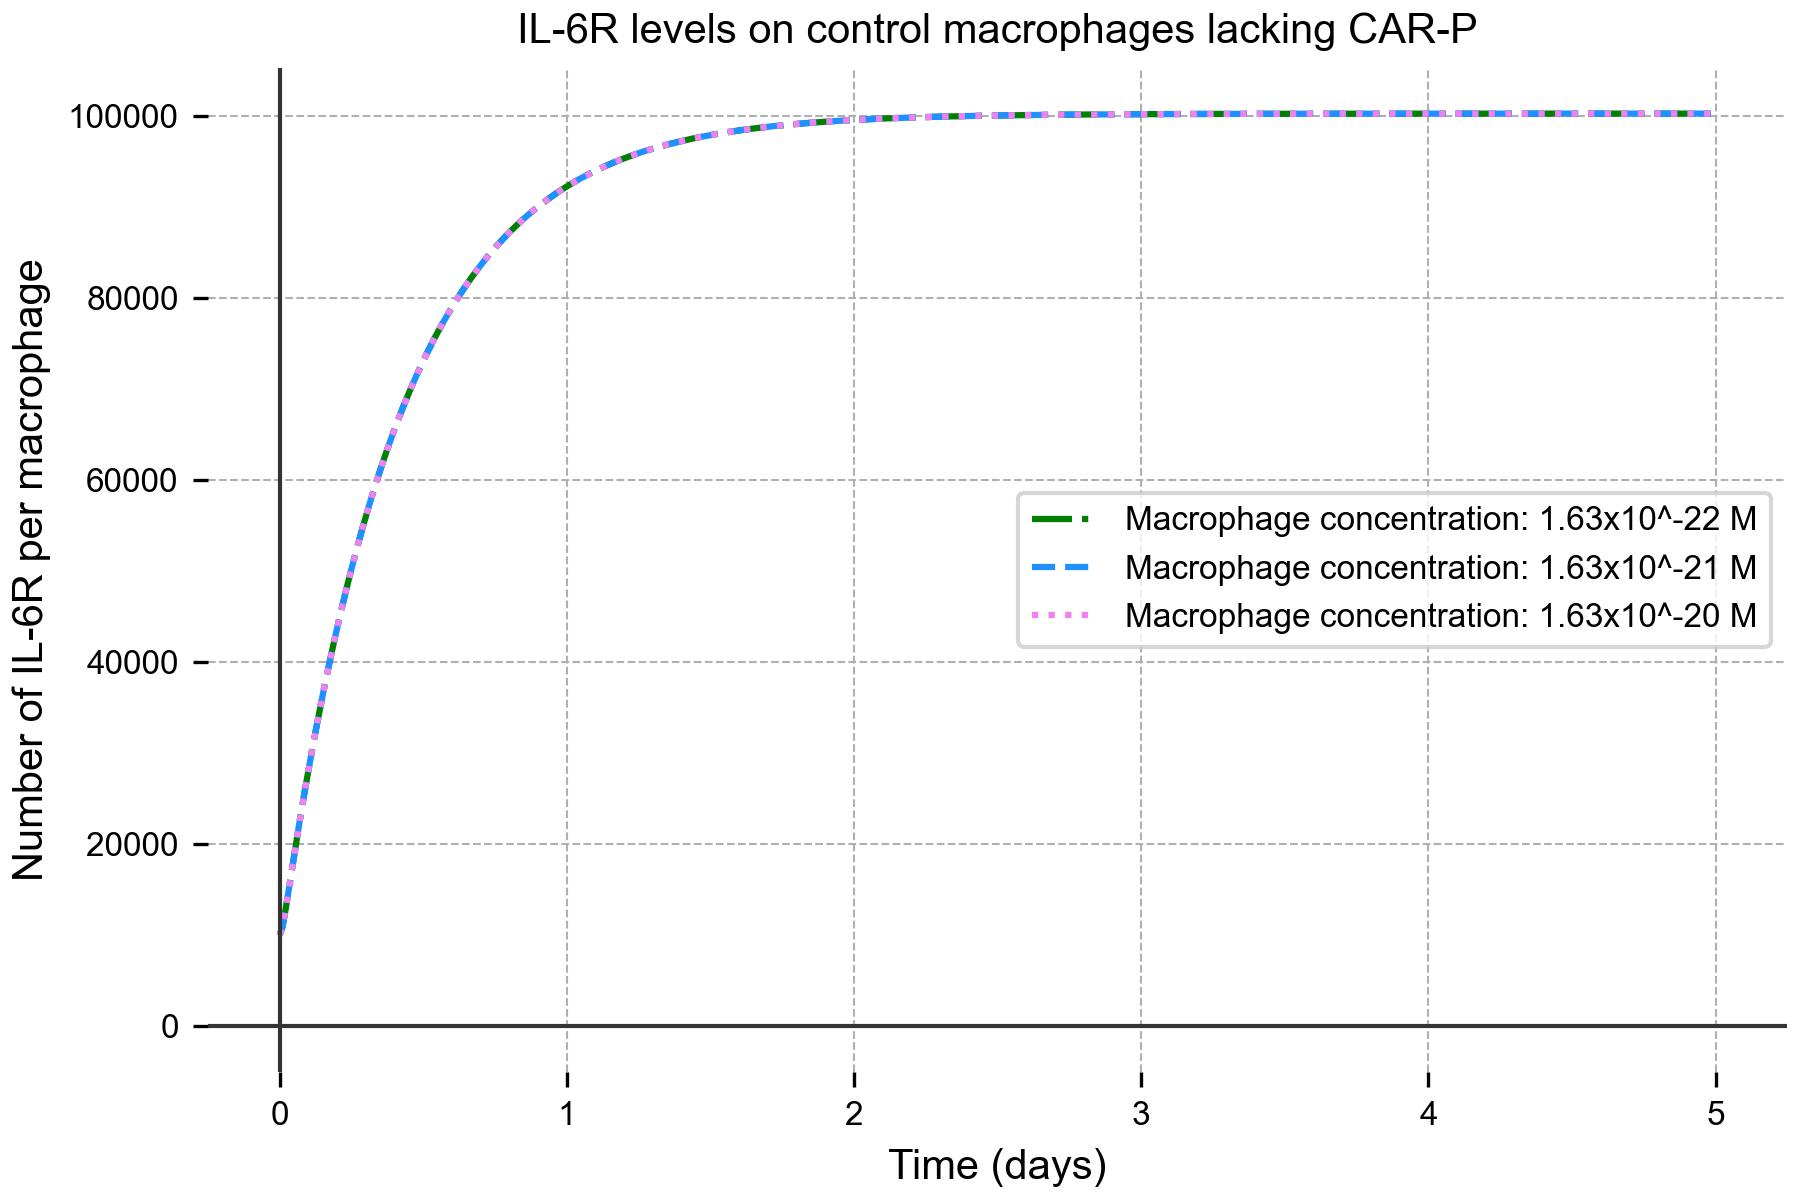 IL-6R levels on control macrophages lacking CAR-P
Number of IL-6R per macrophage
100000
80000
60000
40000
20000
0
Macrophage concentration: 1.63x10^-22 M
Macrophage concentration: 1.63x10^-21 M
Macrophage concentration: 1.63x10^-20 M
0 1 2 3 4 5
Time (days)